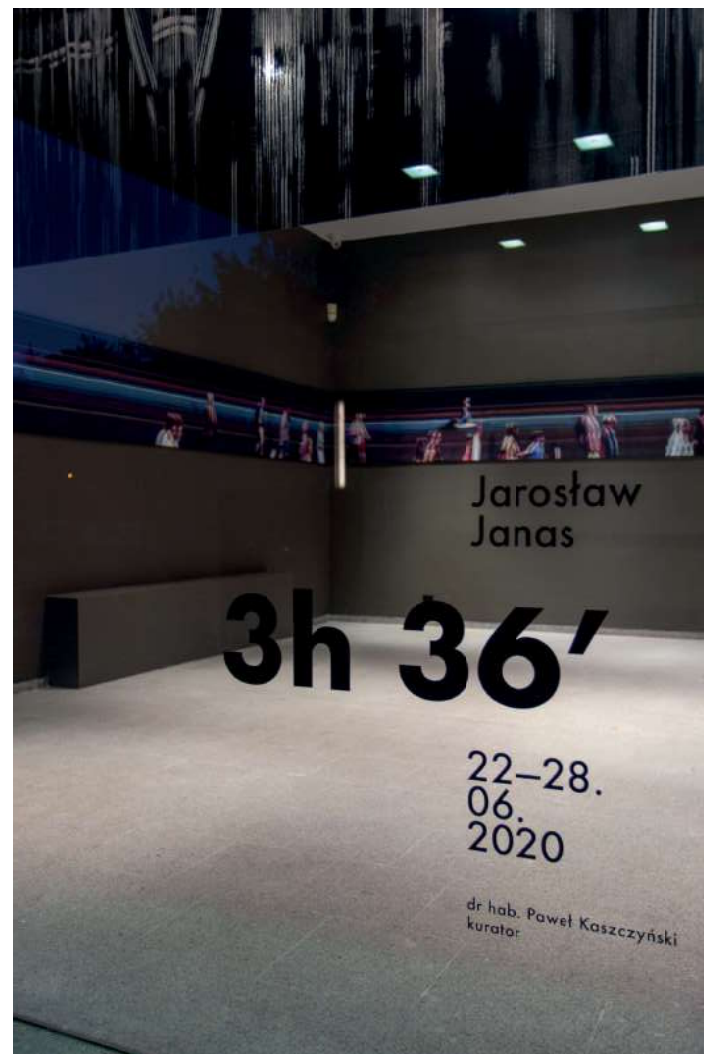 Jarosław
Janas
3h 36′
22–28.
06.
2020
dr hab. Paweł Kaszczyński
kurator